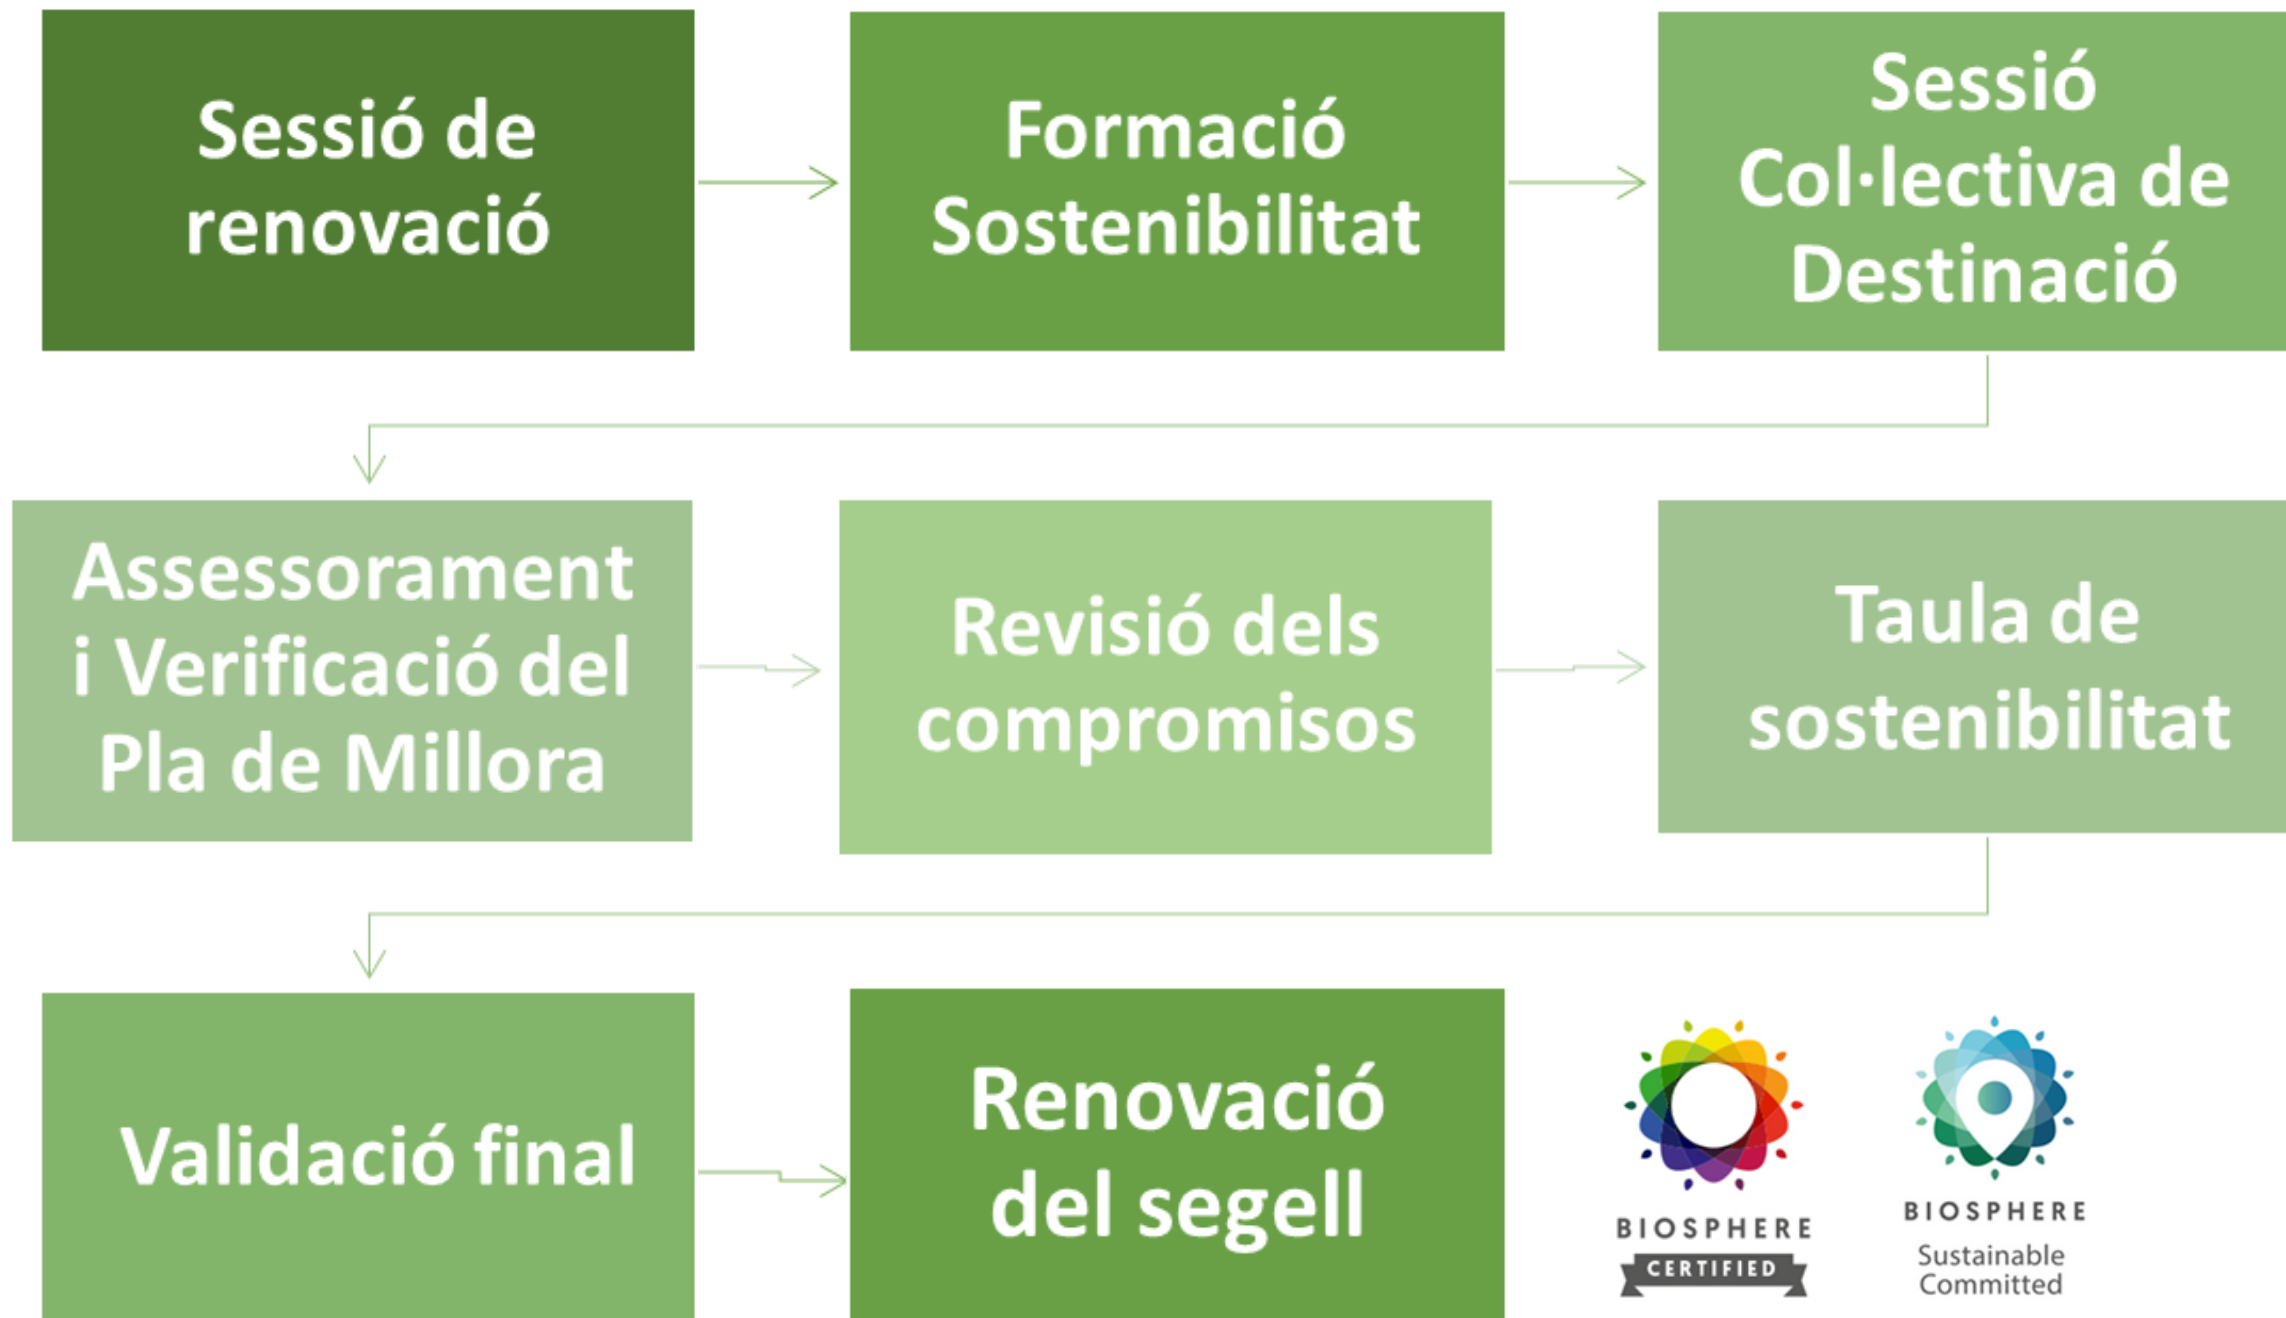 Sessió de
renovació
Formació
Sostenibilitat
Sessió
Col·lectiva de
Destinació
Assessorament
i Verificació del
Pla de Millora
Revisió dels
compromisos
Taula de
sostenibilitat
Validació final
Renovació
del segell
BIOSPHERE
CERTIFIED
BIOSPHERE
Sustainable
Committed